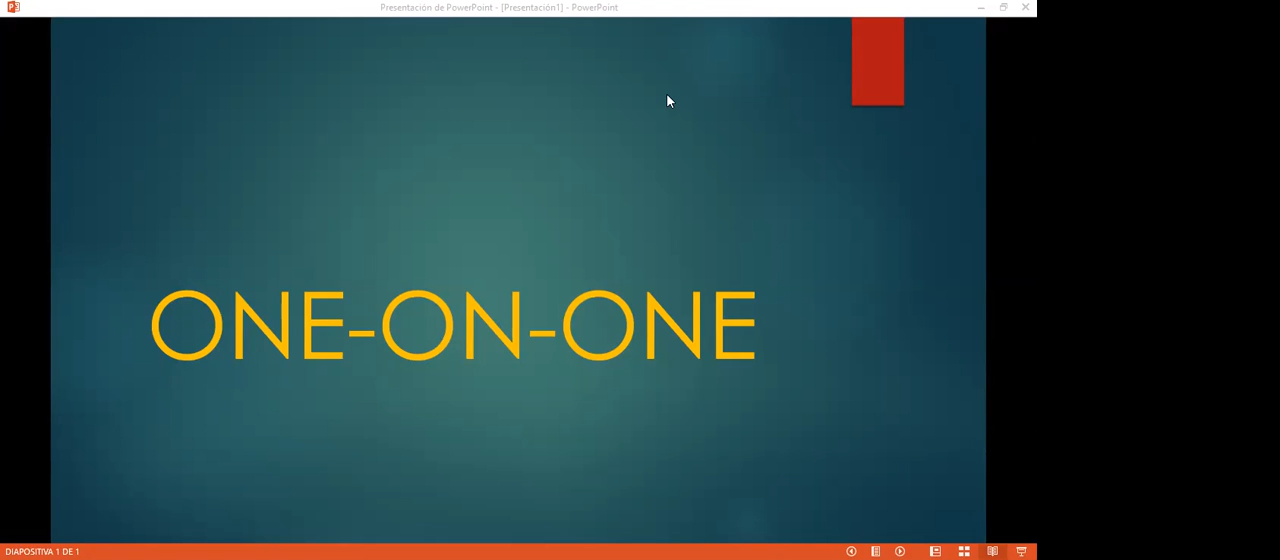 Presentación de PowerPoint - [Presentación1] - PowerPoint
ONE-ON-ONE
DIAPOSITIVA 1 DE 1